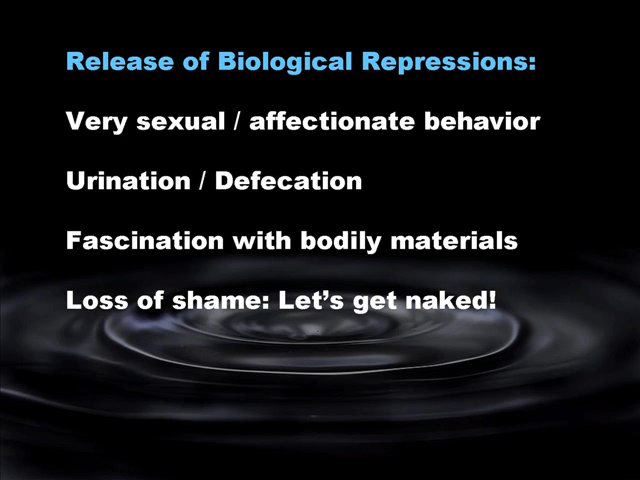 Release of Biological Repressions:
Very sexual / affectionate behavior
Urination / Defecation
Fascination with bodily materials
Loss of shame: Let’s get naked!